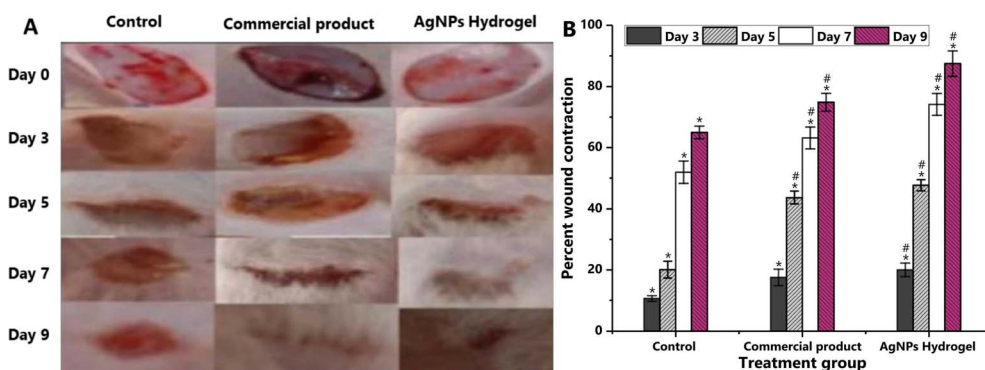 A
Control
Commercial product
AgNPs Hydrogel
Day 0
Day 3
Day 5
Day 7
Day 9
B
Day 3 Day 5 Day 7 Day 9
Percent wound contraction
100
80
60
40
20
0
* * * *
* #* #* #*
#* #* #* #*
Control
Commercial product
AgNPs Hydrogel
Treatment group